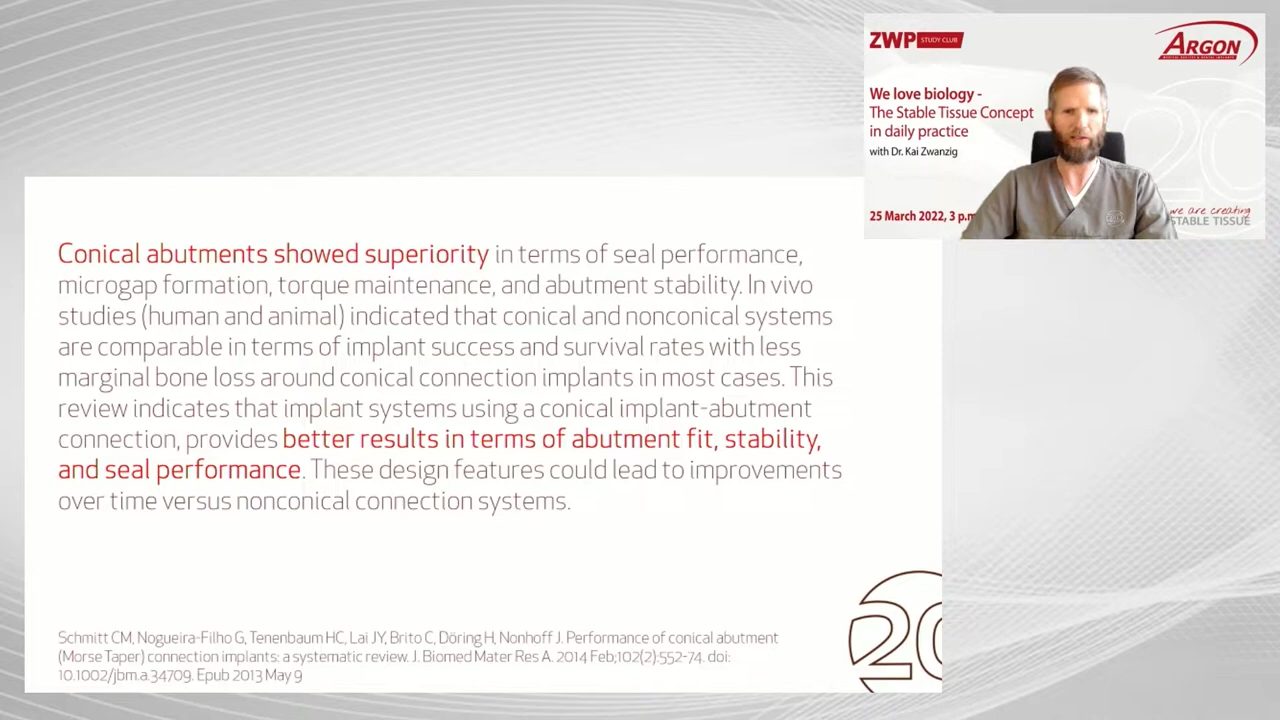 ZWP STUDY CLUB
ARGON
We love biology -
The Stable Tissue Concept
in daily practice
with Dr. Kai Zwanzig
25 March 2022, 3 p.m
we are creating
STABLE TISSUE
Conical abutments showed superiority in terms of seal performance,
microgap formation, torque maintenance, and abutment stability. In vivo
studies (human and animal) indicated that conical and nonconical systems
are comparable in terms of implant success and survival rates with less
marginal bone loss around conical connection implants in most cases. This
review indicates that implant systems using a conical implant-abutment
connection, provides better results in terms of abutment fit, stability,
and seal performance. These design features could lead to improvements
over time versus nonconical connection systems.
Schmitt CM, Nogueira-Filho G, Tenenbaum HC, Lai JY, Brito C, Döring H, Nonhoff J. Performance of conical abutment
(Morse Taper) connection implants: a systematic review. J. Biomed Mater Res A. 2014 Feb;102(2):552-74. doi:
10.1002/jbm.a.34709. Epub 2013 May 9
20